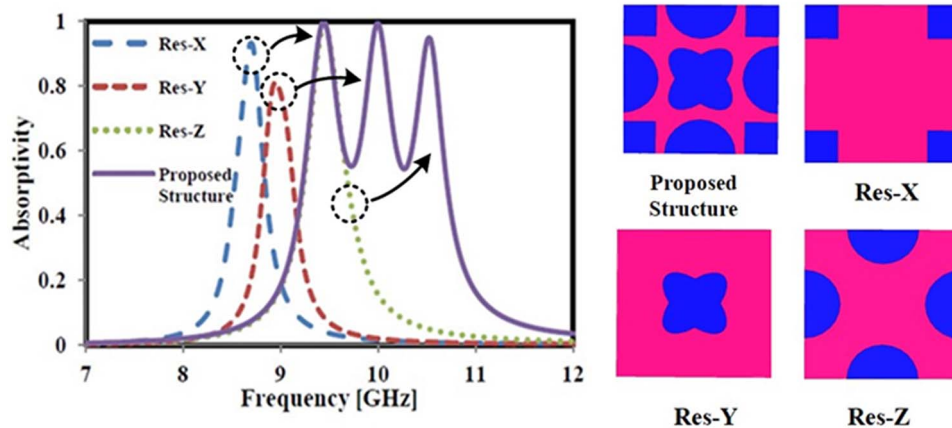 1
0.8
0.6
0.4
0.2
0
Absorptivity
Res-X
Res-Y
Res-Z
Proposed
Structure
7 8 9 10 11 12
Frequency [GHz]
Proposed
Structure
Res-X
Res-Y
Res-Z